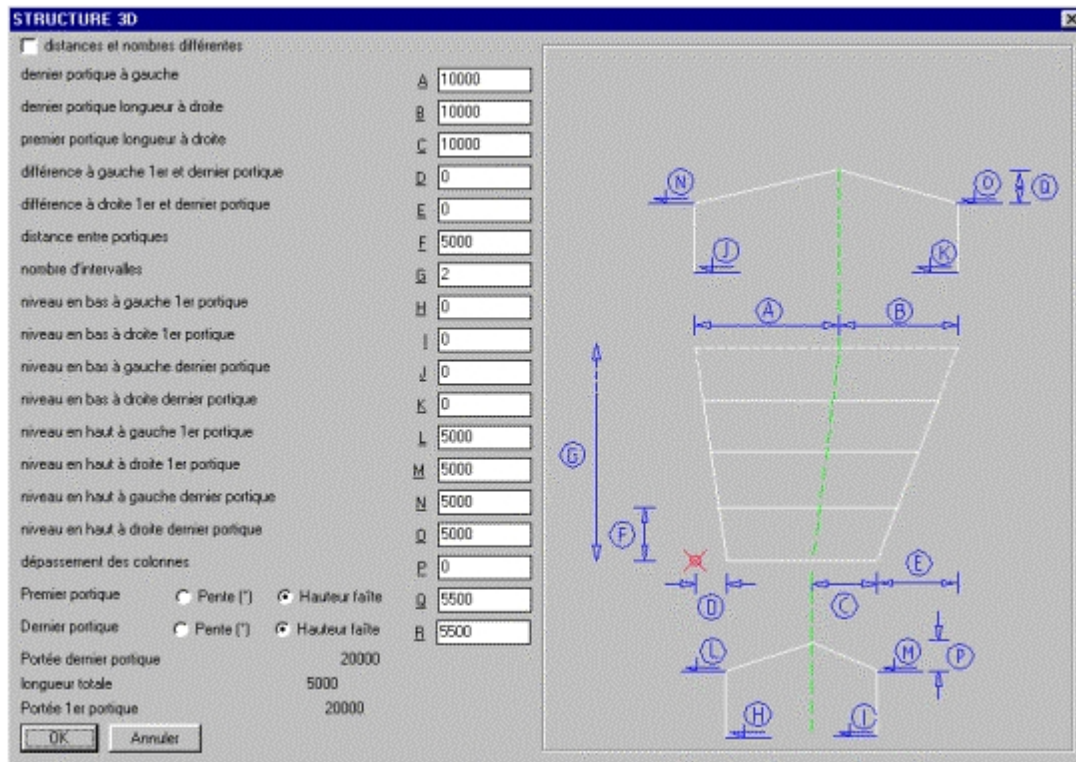 STRUCTURE 3D
distances et nombres différentes
dernier portique à gauche A 10000
dernier portique longueur à droite B 10000
premier portique longueur à droite C 10000
différence à gauche 1er et dernier portique D 0
différence à droite 1er et dernier portique E 0
distance entre portiques F 5000
nombre d'intervalles G 2
niveau en bas à gauche 1er portique H 0
niveau en bas à droite 1er portique I 0
niveau en bas à gauche dernier portique J 0
niveau en bas à droite dernier portique K 0
niveau en haut à gauche 1er portique L 5000
niveau en haut à droite 1er portique M 5000
niveau en haut à gauche dernier portique N 5000
niveau en haut à droite dernier portique O 5000
dépassement des colonnes P 0
Premier portique Pente (°) Hauteur faîte Q 5500
Dernier portique Pente (°) Hauteur faîte R 5500
Portée dernier portique 20000
longueur totale 5000
Portée 1er portique 20000
OK Annuler
N O Q
J K
A B
G
F E
D C
L M P
H I